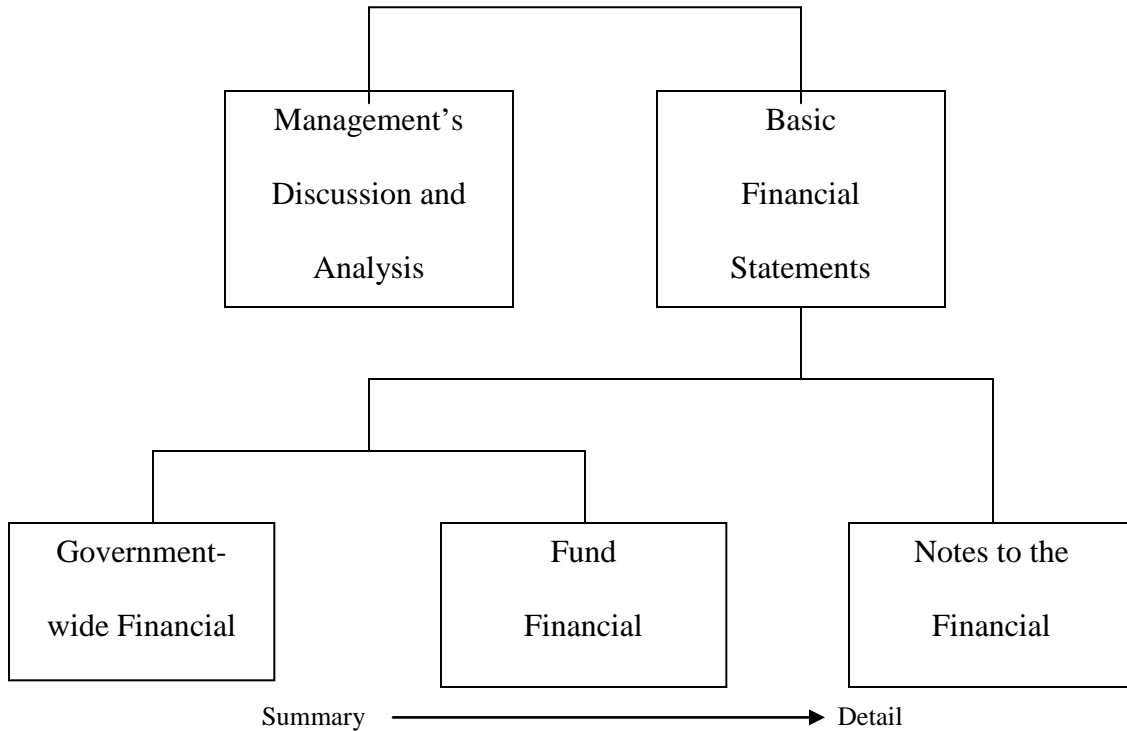 Management’s
Discussion and
Analysis
Basic
Financial
Statements
Government-
wide Financial
Fund
Financial
Notes to the
Financial
Summary
Detail